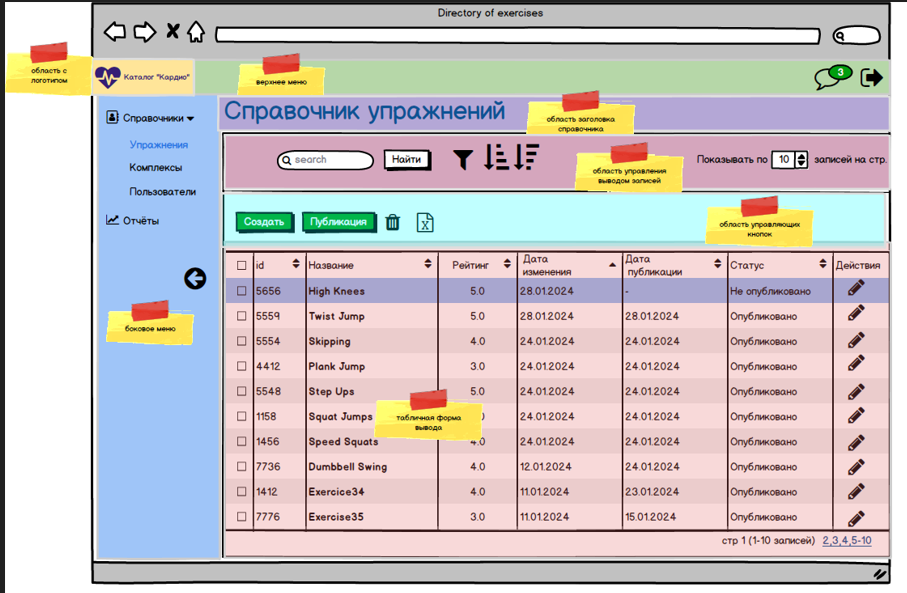 Directory of exercises
область с
логотипом
Каталог "Кардио"
верхнее меню
3
Справочники
Упражнения
Комплексы
Пользователи
Отчёты
боковое меню
Справочник упражнений
область заголовка
справочника
search
Найти
область управления
выводом записей
Показывать по 10 записей на стр.
Создать
Публикация
X
область управляющих
кнопок
id Название Рейтинг Дата изменения Дата публикации Статус Действия
5656 High Knees 5.0 28.01.2024 - Не опубликовано
5559 Twist Jump 5.0 28.01.2024 28.01.2024 Опубликовано
5554 Skipping 4.0 24.01.2024 24.01.2024 Опубликовано
4412 Plank Jump 3.0 24.01.2024 24.01.2024 Опубликовано
5548 Step Ups 5.0 24.01.2024 24.01.2024 Опубликовано
1158 Squat Jumps 24.01.2024 24.01.2024 Опубликовано
табличная форма
вывода
1456 Speed Squats 4.0 24.01.2024 24.01.2024 Опубликовано
7736 Dumbbell Swing 4.0 12.01.2024 24.01.2024 Опубликовано
1412 Exercice34 4.0 11.01.2024 23.01.2024 Опубликовано
7776 Exercise35 3.0 11.01.2024 15.01.2024 Опубликовано
стр 1 (1-10 записей) 2,3,4,5-10